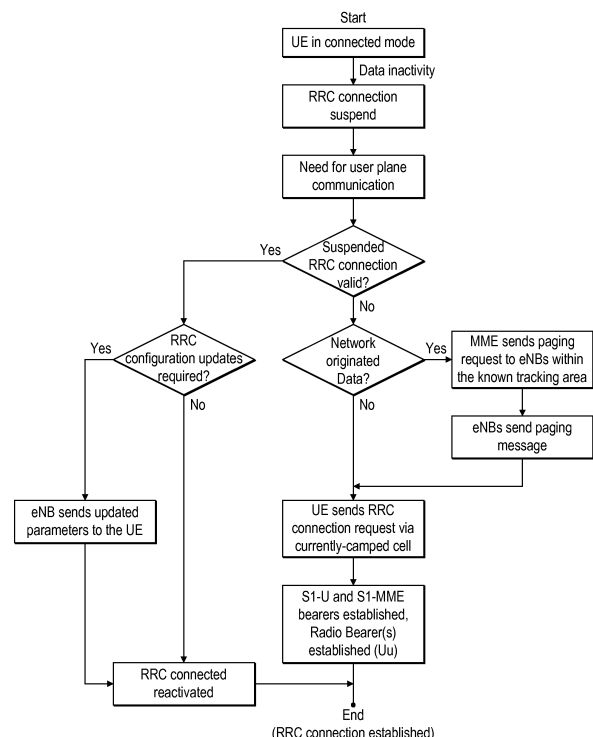 Start
UE in connected mode
Data inactivity
RRC connection
suspend
Need for user plane
communication
Suspended
RRC connection
valid?
Yes
No
RRC
configuration updates
required?
Yes
No
Network
originated
Data?
Yes
No
MME sends paging
request to eNBs within
the known tracking area
eNBs send paging
message
eNB sends updated
parameters to the UE
UE sends RRC
connection request via
currently-camped cell
S1-U and S1-MME
bearers established,
Radio Bearer(s)
established (Uu)
RRC connected
reactivated
End
(RRC connection established)